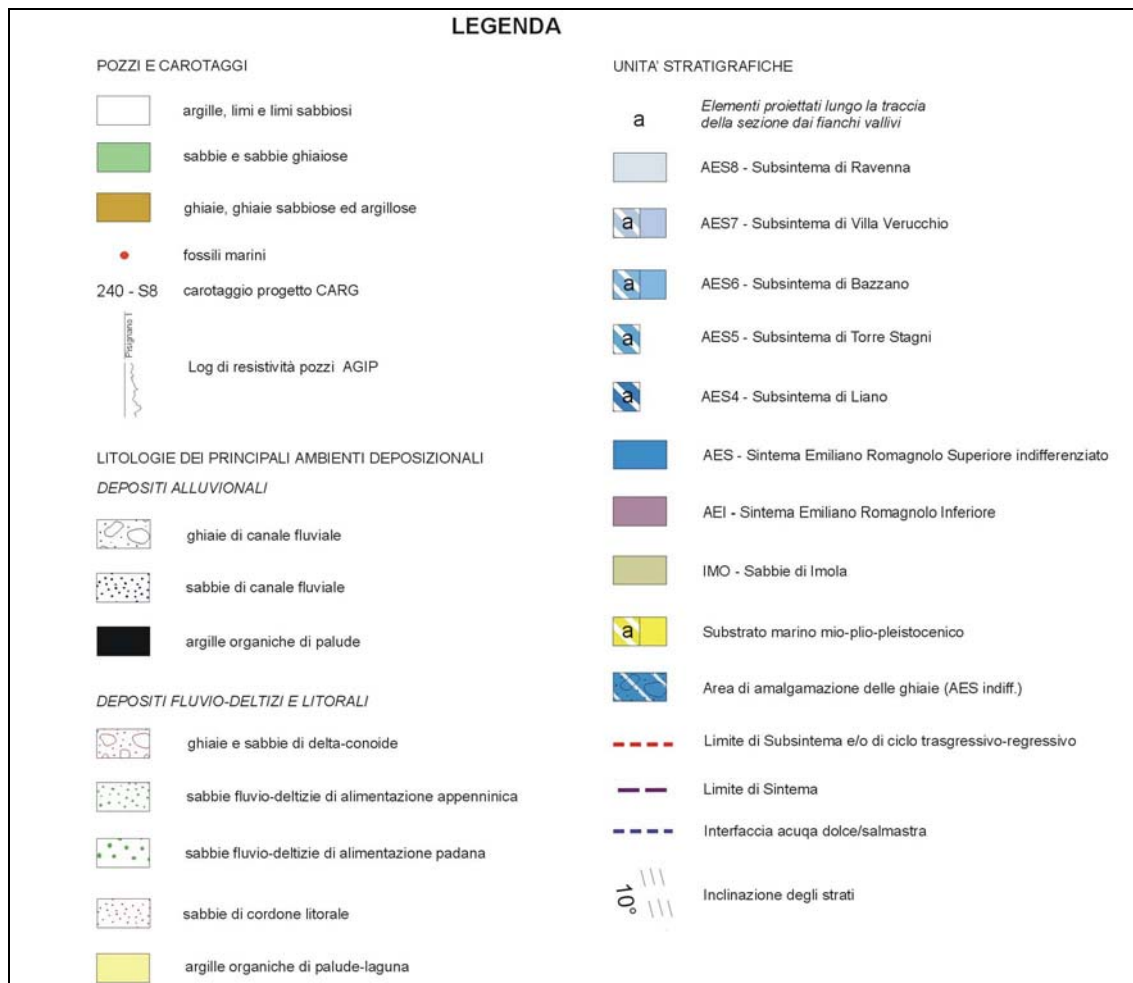 LEGENDA
POZZI E CAROTAGGI
argille, limi e limi sabbiosi
sabbie e sabbie ghiaiose
ghiaie, ghiaie sabbiose ed argillose
fossili marini
240 - S8 carotaggio progetto CARG
Pisignano T
Log di resistività pozzi AGIP
LITOLOGIE DEI PRINCIPALI AMBIENTI DEPOSIZIONALI
DEPOSITI ALLUVIONALI
ghiaie di canale fluviale
sabbie di canale fluviale
argille organiche di palude
DEPOSITI FLUVIO-DELTIZI E LITORALI
ghiaie e sabbie di delta-conoide
sabbie fluvio-deltizie di alimentazione appenninica
sabbie fluvio-deltizie di alimentazione padana
sabbie di cordone litorale
argille organiche di palude-laguna
UNITA' STRATIGRAFICHE
a Elementi proiettati lungo la traccia
della sezione dai fianchi vallivi
AES8 - Subsintema di Ravenna
a AES7 - Subsintema di Villa Verucchio
a AES6 - Subsintema di Bazzano
a AES5 - Subsintema di Torre Stagni
a AES4 - Subsintema di Liano
AES - Sintema Emiliano Romagnolo Superiore indifferenziato
AEI - Sintema Emiliano Romagnolo Inferiore
IMO - Sabbie di Imola
a Substrato marino mio-plio-pleistocenico
Area di amalgamazione delle ghiaie (AES indiff.)
Limite di Subsintema e/o di ciclo trasgressivo-regressivo
Limite di Sintema
Interfaccia acuqa dolce/salmastra
10° Inclinazione degli strati